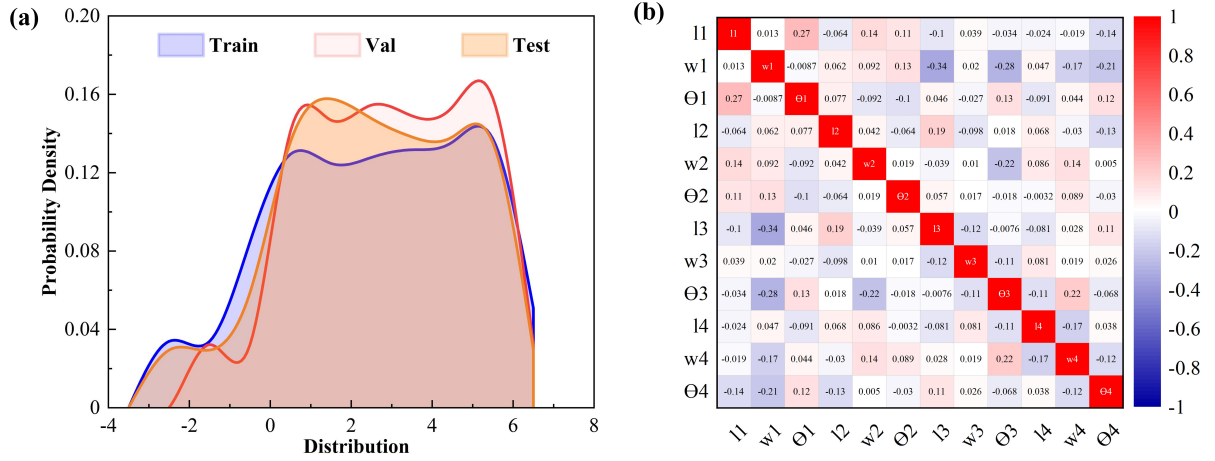 (a)
0.20
0.16
0.12
0.08
0.04
0
Probability Density
Train Val Test
-4 -2 0 2 4 6 8
Distribution
(b)
l1 l1 0.013 0.27 -0.064 0.14 0.11 -0.1 0.039 -0.034 -0.024 -0.019 -0.14
w1 0.013 w1 -0.0087 0.062 0.092 0.13 -0.34 0.02 -0.28 0.047 -0.17 -0.21
Θ1 0.27 -0.0087 Θ1 0.077 -0.092 -0.1 0.046 -0.027 0.13 -0.091 0.044 0.12
l2 -0.064 0.062 0.077 l2 0.042 -0.064 0.19 -0.098 0.018 0.068 -0.03 -0.13
w2 0.14 0.092 -0.092 0.042 w2 0.019 -0.039 0.01 -0.22 0.086 0.14 0.005
Θ2 0.11 0.13 -0.1 -0.064 0.019 Θ2 0.057 0.017 -0.018 -0.0032 0.089 -0.03
l3 -0.1 -0.34 0.046 0.19 -0.039 0.057 l3 -0.12 -0.0076 -0.081 0.028 0.11
w3 0.039 0.02 -0.027 -0.098 0.01 0.017 -0.12 w3 -0.11 0.081 0.019 0.026
Θ3 -0.034 -0.28 0.13 0.018 -0.22 -0.018 -0.0076 -0.11 Θ3 -0.11 0.22 -0.068
l4 -0.024 0.047 -0.091 0.068 0.086 -0.0032 -0.081 0.081 -0.11 l4 -0.17 0.038
w4 -0.019 -0.17 0.044 -0.03 0.14 0.089 0.028 0.019 0.22 -0.17 w4 -0.12
Θ4 -0.14 -0.21 0.12 -0.13 0.005 -0.03 0.11 0.026 -0.068 0.038 -0.12 Θ4
l1 w1 Θ1 l2 w2 Θ2 l3 w3 Θ3 l4 w4 Θ4
1
0.8
0.6
0.4
0.2
0
-0.2
-0.4
-0.6
-0.8
-1